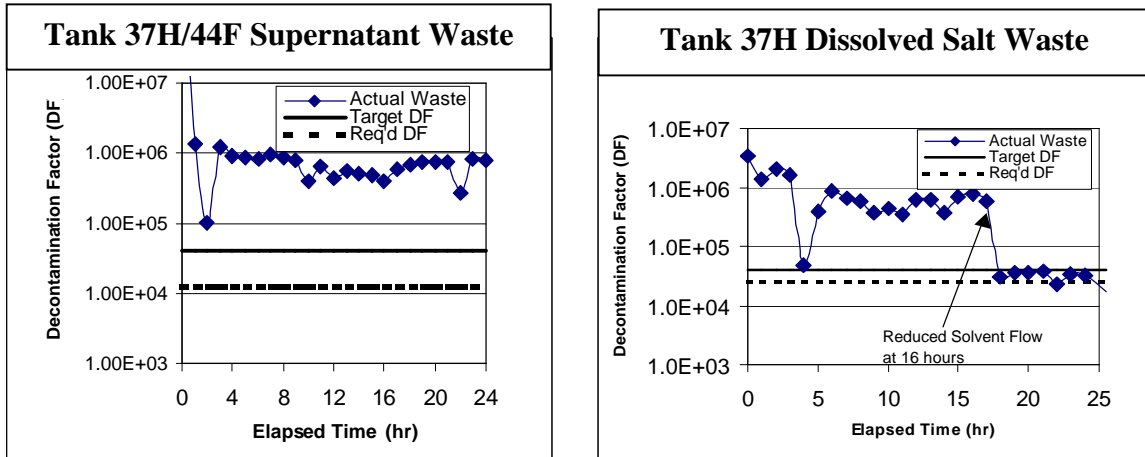 Tank 37H/44F Supernatant Waste
Decontamination Factor (DF
1.00E+07
1.00E+06
1.00E+05
1.00E+04
1.00E+03
Actual Waste
Target DF
Req'd DF
0 4 8 12 16 20 24
Elapsed Time (hr)
Tank 37H Dissolved Salt Waste
Decontamination Factor (DF)
1.0E+07
1.0E+06
1.0E+05
1.0E+04
1.0E+03
Actual Waste
Target DF
Req'd DF
Reduced Solvent Flow
at 16 hours
0 5 10 15 20 25
Elapsed Time (hr)